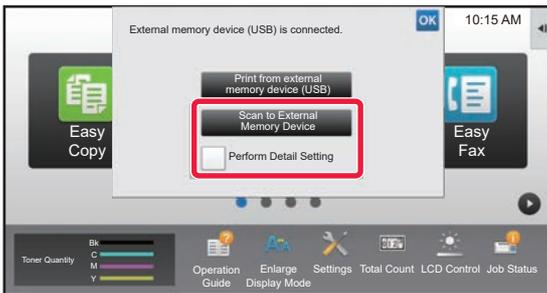 External memory device (USB) is connected.
OK
10:15 AM
Print from external
memory device (USB)
Scan to External
Memory Device
Perform Detail Setting
Easy
Copy
Easy
Fax
Toner Quantity
Bk
C
M
Y
Operation
Guide
Enlarge
Display Mode
Settings
Total Count
LCD Control
Job Status